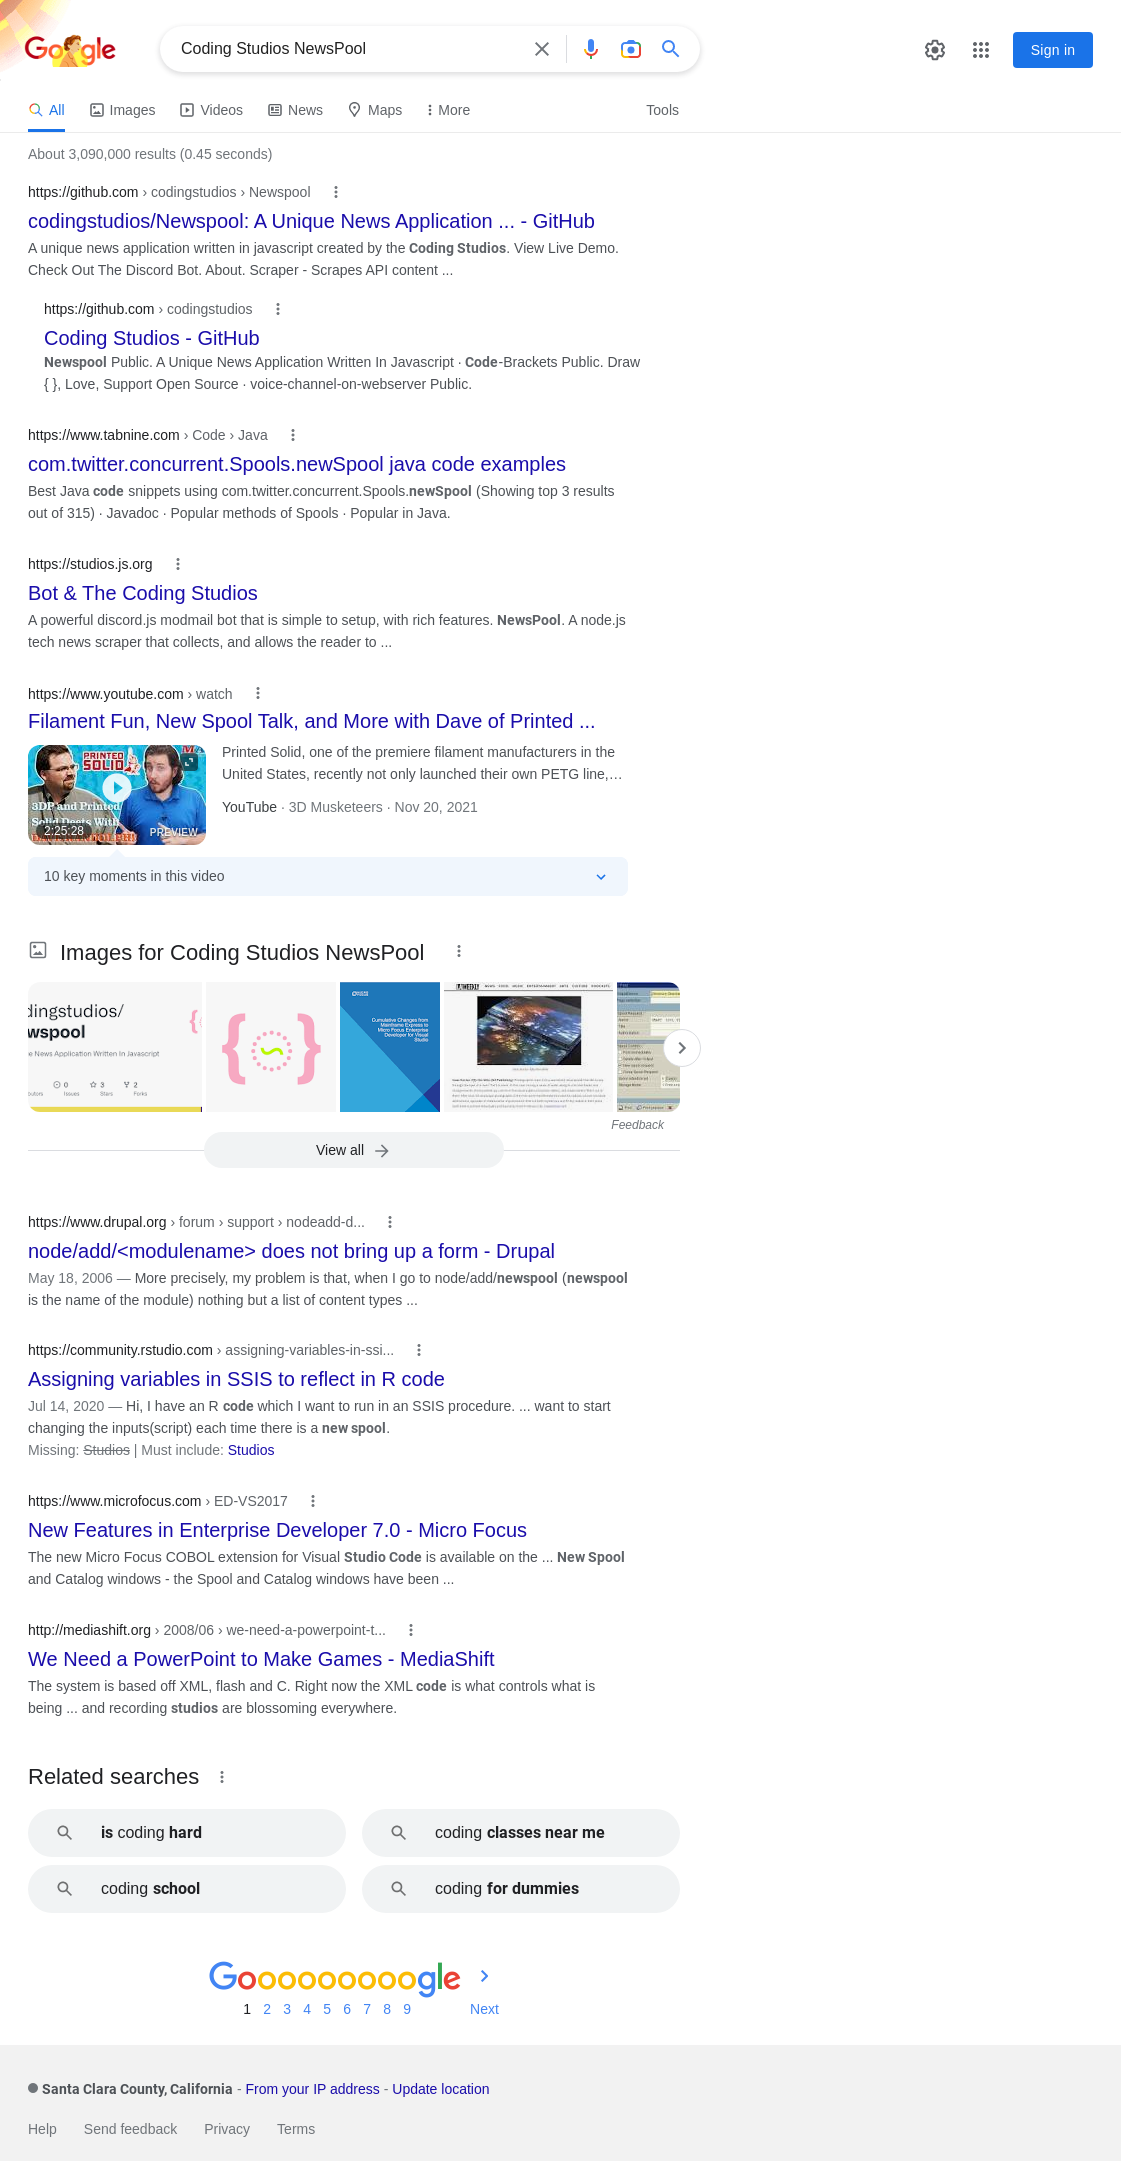 Google
Coding Studios NewsPool
Sign in
All
Images
Videos
News
Maps
More
Tools
About 3,090,000 results (0.45 seconds)
https://github.com › codingstudios › Newspool
codingstudios/Newspool: A Unique News Application ... - GitHub
A unique news application written in javascript created by the Coding Studios. View Live Demo.
Check Out The Discord Bot. About. Scraper - Scrapes API content ...
https://github.com › codingstudios
Coding Studios - GitHub
Newspool Public. A Unique News Application Written In Javascript · Code-Brackets Public. Draw
{ }, Love, Support Open Source · voice-channel-on-webserver Public.
https://www.tabnine.com › Code › Java
com.twitter.concurrent.Spools.newSpool java code examples
Best Java code snippets using com.twitter.concurrent.Spools.newSpool (Showing top 3 results
out of 315) · Javadoc · Popular methods of Spools · Popular in Java.
https://studios.js.org
Bot & The Coding Studios
A powerful discord.js modmail bot that is simple to setup, with rich features. NewsPool. A node.js
tech news scraper that collects, and allows the reader to ...
https://www.youtube.com › watch
Filament Fun, New Spool Talk, and More with Dave of Printed ...
PRINTED
SOLID
3DP and Printed
Solid Deets With
2:25:28
PREVIEW
Printed Solid, one of the premiere filament manufacturers in the
United States, recently not only launched their own PETG line,…
YouTube · 3D Musketeers · Nov 20, 2021
10 key moments in this video
Images for Coding Studios NewsPool
dingstudios/
wspool
e News Application Written In Javascript
0
3
2
butors
Issues
Stars
Forks
Cumulative Changes from
Mainframe Express to
Micro Focus Enterprise
Developer for Visual
Studio
WEEKLY
Feedback
View all
https://www.drupal.org › forum › support › nodeadd-d...
node/add/<modulename> does not bring up a form - Drupal
May 18, 2006 — More precisely, my problem is that, when I go to node/add/newspool (newspool
is the name of the module) nothing but a list of content types ...
https://community.rstudio.com › assigning-variables-in-ssi...
Assigning variables in SSIS to reflect in R code
Jul 14, 2020 — Hi, I have an R code which I want to run in an SSIS procedure. ... want to start
changing the inputs(script) each time there is a new spool.
Missing: Studios | Must include: Studios
https://www.microfocus.com › ED-VS2017
New Features in Enterprise Developer 7.0 - Micro Focus
The new Micro Focus COBOL extension for Visual Studio Code is available on the ... New Spool
and Catalog windows - the Spool and Catalog windows have been ...
http://mediashift.org › 2008/06 › we-need-a-powerpoint-t...
We Need a PowerPoint to Make Games - MediaShift
The system is based off XML, flash and C. Right now the XML code is what controls what is
being ... and recording studios are blossoming everywhere.
Related searches
is coding hard
coding classes near me
coding school
coding for dummies
Gooooooooogle
1 2 3 4 5 6 7 8 9 Next
Santa Clara County, California - From your IP address - Update location
Help
Send feedback
Privacy
Terms